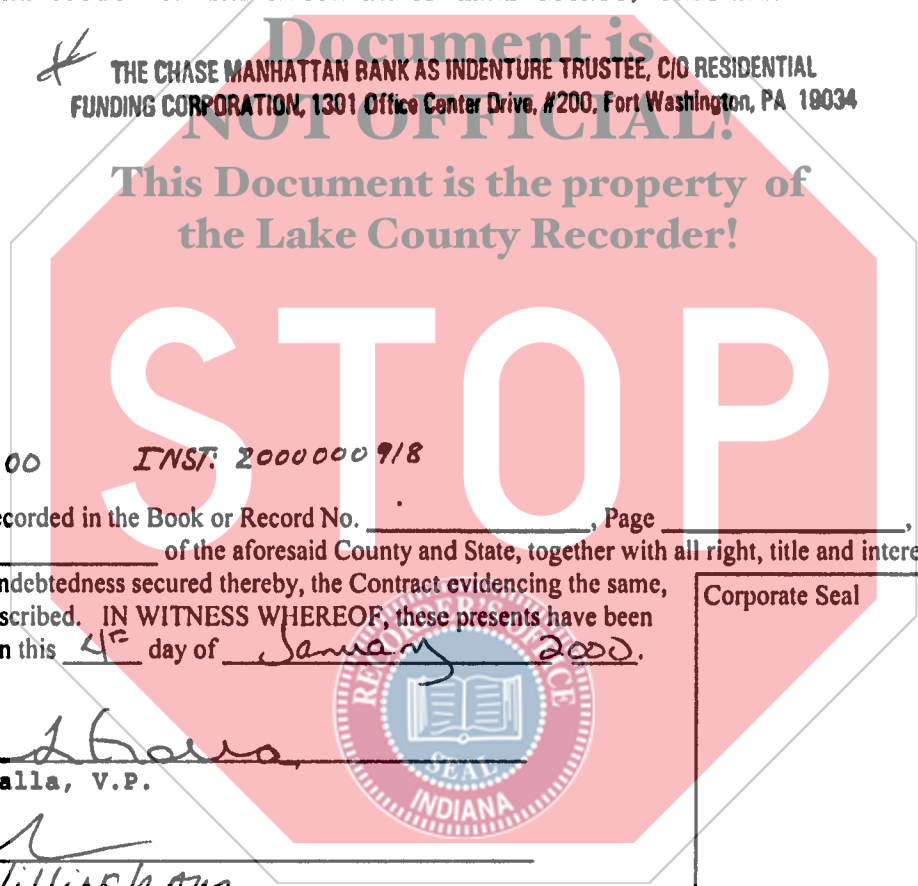 Document is
THE CHASE MANHATTAN BANK AS INDENTURE TRUSTEE, C/O RESIDENTIAL
FUNDING CORPORATION, 1301 Office Center Drive, #200, Fort Washington, PA 19034
NOT OFFICIAL!
This Document is the property of
the Lake County Recorder!
STOP
00 INST: 2000000918
ecorded in the Book or Record No. , Page ,
of the aforesaid County and State, together with all right, title and intere
ndebtedness secured thereby, the Contract evidencing the same,
scribed. IN WITNESS WHEREOF, these presents have been
n this 4th day of January 2000.
Corporate Seal
RECORDER'S OFFICE
SEAL
INDIANA
alla, V.P.